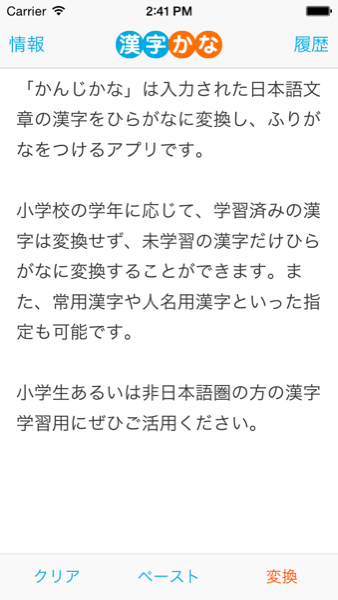 Carrier 2:41 PM
情報 漢字かな 履歴
「かんじかな」は入力された日本語文
章の漢字をひらがなに変換し、ふりが
なをつけるアプリです。
小学校の学年に応じて、学習済みの漢
字は変換せず、未学習の漢字だけひら
がなに変換することができます。ま
た、常用漢字や人名用漢字といった指
定も可能です。
小学生あるいは非日本語圏の方の漢字
学習用にぜひご活用ください。
クリア ペースト 変換